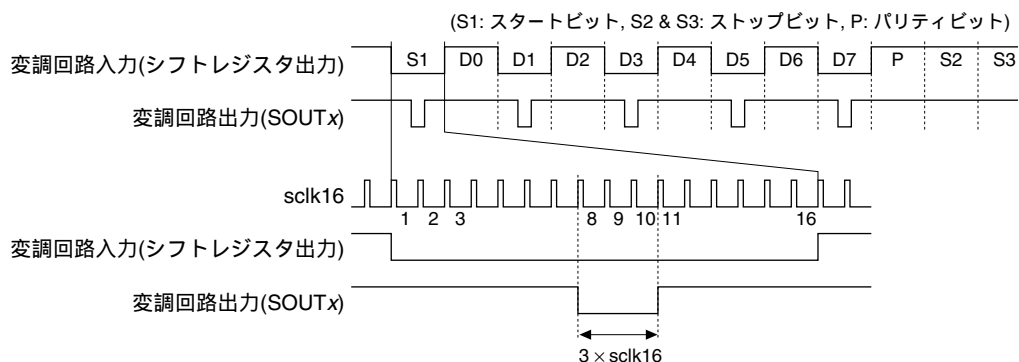 (S1: スタートビット, S2 & S3: ストップビット, P: パリティビット)
変調回路入力(シフトレジスタ出力) S1 D0 D1 D2 D3 D4 D5 D6 D7 P S2 S3
変調回路出力(SOUTx)
sclk16
1 2 3 8 9 10 11 16
変調回路入力(シフトレジスタ出力)
変調回路出力(SOUTx)
3 × sclk16